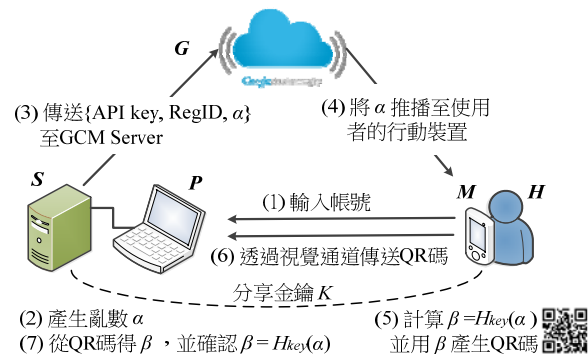 G
(3) 傳送{API key, RegID, α}
至GCM Server
(4) 將 α 推播至使用
者的行動裝置
S
P
M
H
(1) 輸入帳號
(6) 透過視覺通道傳送QR碼
分享金鑰 K
(2) 產生亂數 α
(7) 從QR碼得 β ，並確認 β = Hkey(α)
(5) 計算 β =Hkey(α )
並用 β 產生QR碼